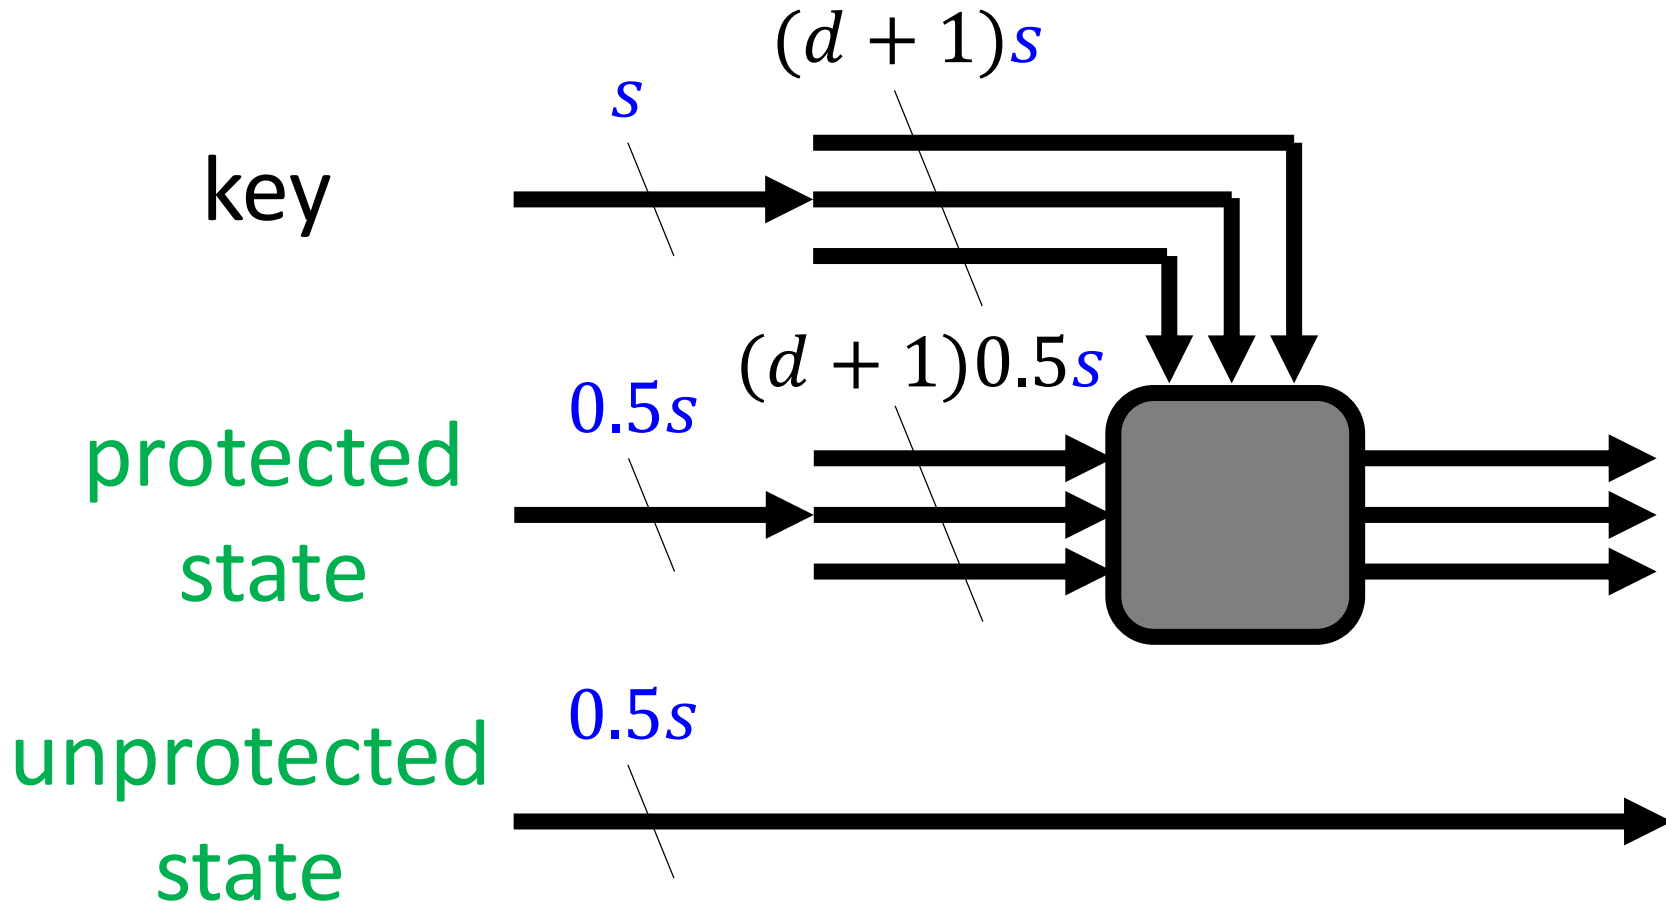 (d + 1)s
s
key
(d + 1)0.5s
0.5s
protected
state
0.5s
unprotected
state